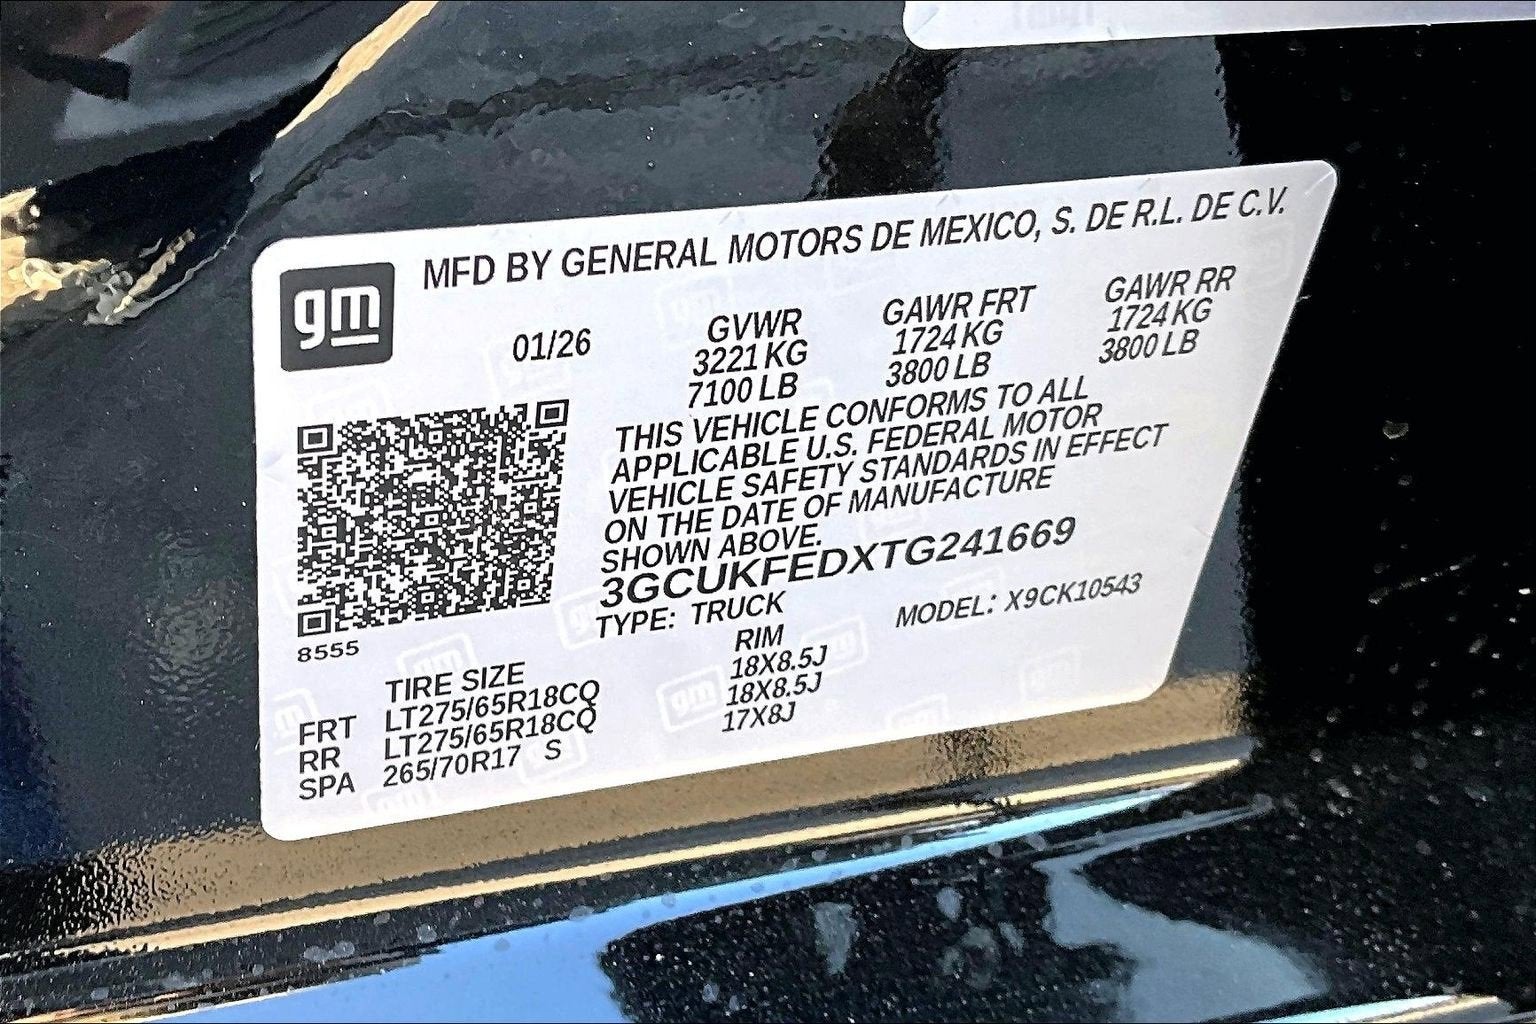 gm
MFD BY GENERAL MOTORS DE MEXICO, S. DE R.L. DE C.V.
01/26
GVWR GAWR FRT GAWR RR
3221 KG 1724 KG 1724 KG
7100 LB 3800 LB 3800 LB
THIS VEHICLE CONFORMS TO ALL
APPLICABLE U.S. FEDERAL MOTOR
VEHICLE SAFETY STANDARDS IN EFFECT
ON THE DATE OF MANUFACTURE
SHOWN ABOVE.
3GCUKFEDXTG241669
TYPE: TRUCK MODEL: X9CK10543
8555
TIRE SIZE RIM
FRT LT275/65R18CQ 18X8.5J
RR LT275/65R18CQ 18X8.5J
SPA 265/70R17 S 17X8J